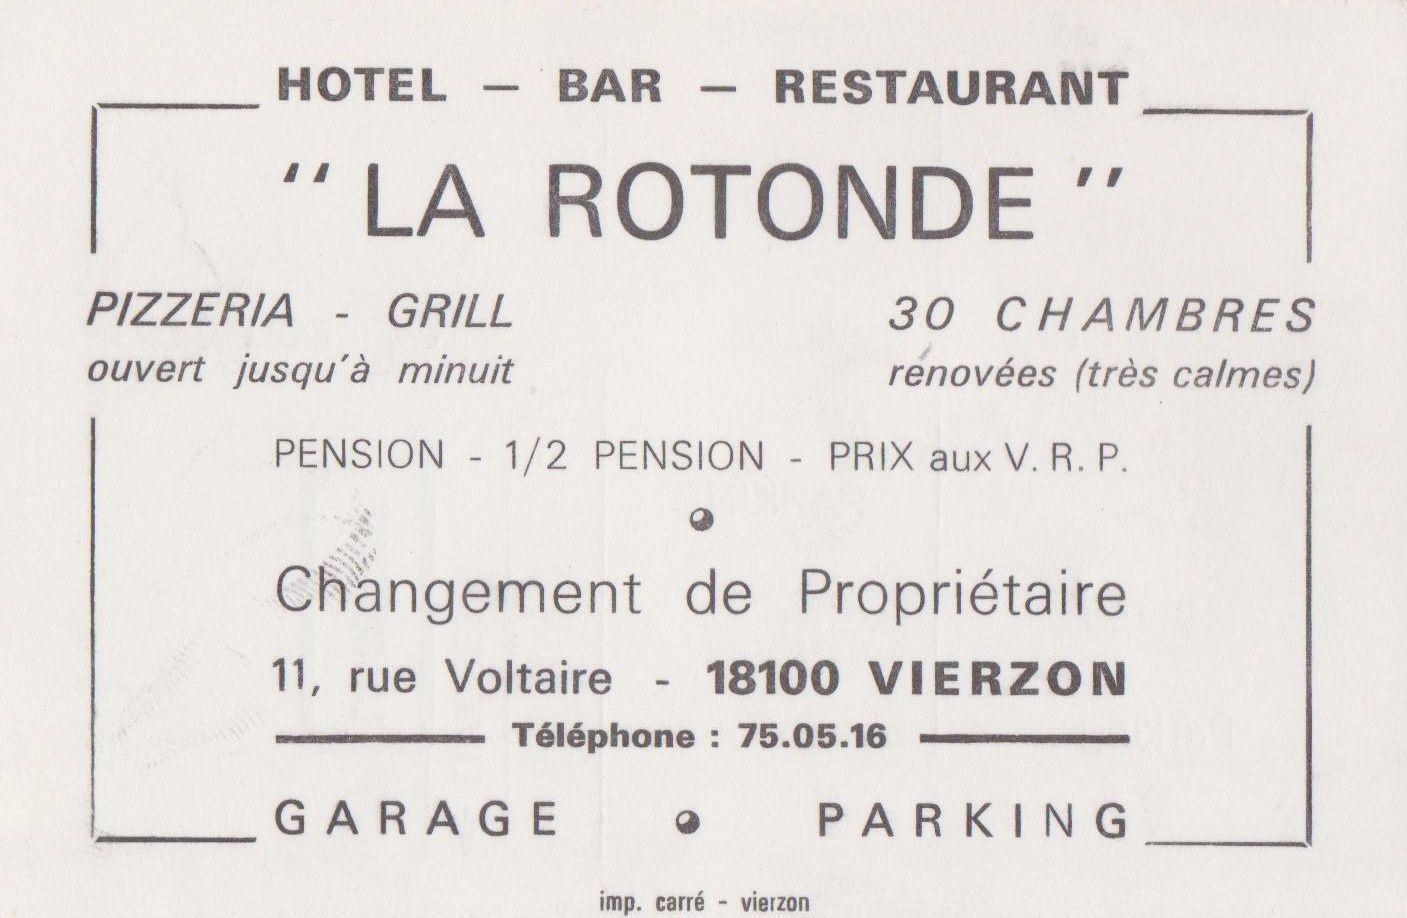 HOTEL — BAR — RESTAURANT
" LA ROTONDE "
PIZZERIA - GRILL
ouvert jusqu'à minuit
30 CHAMBRES
rénovées (très calmes)
PENSION - 1/2 PENSION - PRIX aux V. R. P.
Changement de Propriétaire
11, rue Voltaire - 18100 VIERZON
Téléphone : 75.05.16
GARAGE • PARKING
imp. carré - vierzon